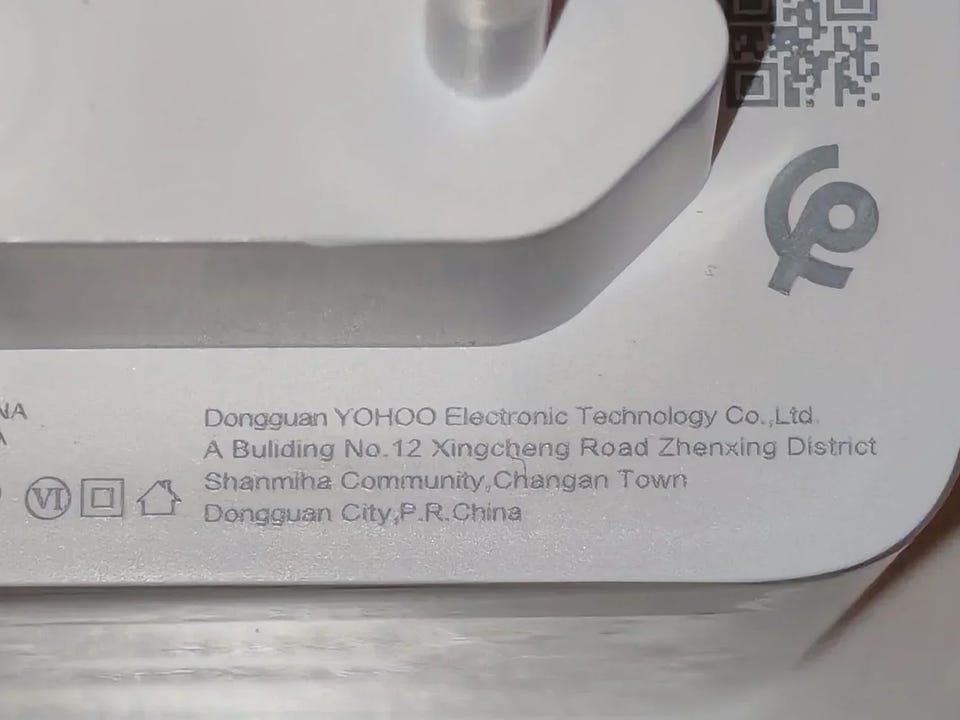 Dongguan YOHOO Electronic Technology Co.,Ltd.
A Buliding No.12 Xingcheng Road Zhenxing District
Shanmiha Community,Changan Town
VI
Dongguan City,P.R.China